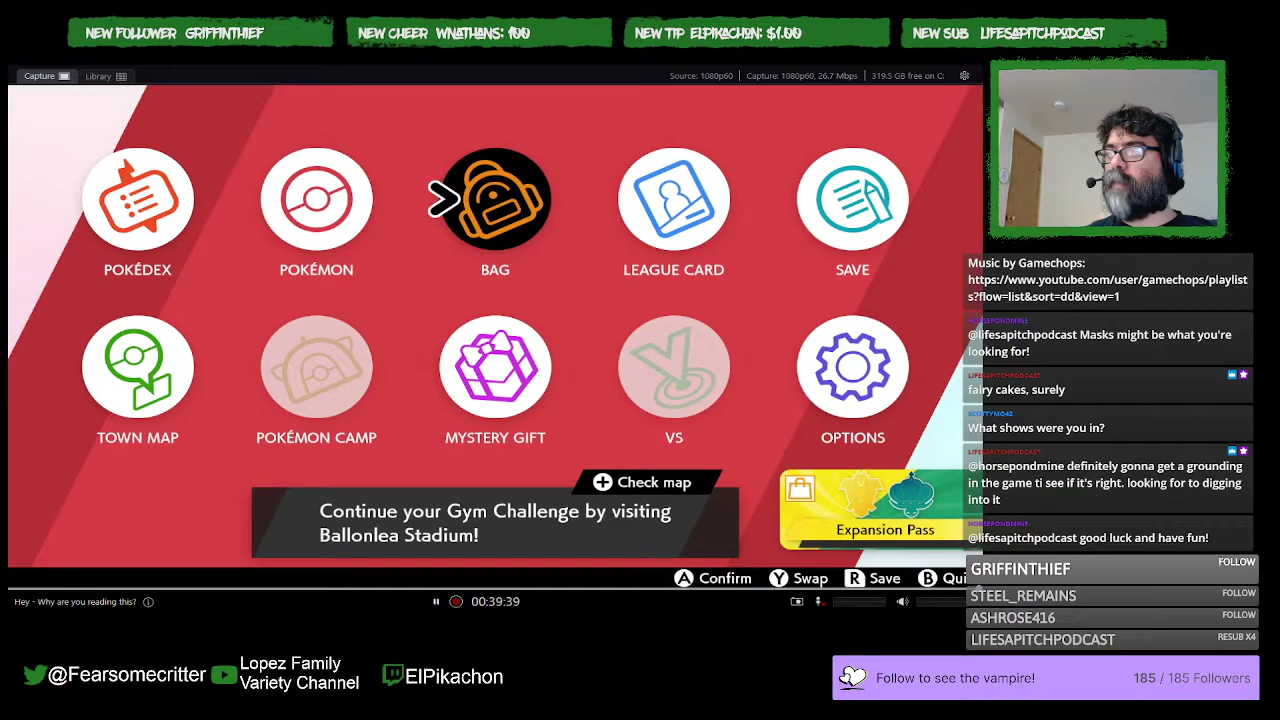 NEW FOLLOWER GRIFFINTHIEF
NEW CHEER WNATHANS: 100
NEW TIP ELPIKACHON: $1.00
NEW SUB LIFESAPITCHPODCAST
Capture
Library
Source: 1080p60
Capture: 1080p60, 26.7 Mbps
319.5 GB free on C:
POKÉDEX
POKÉMON
BAG
LEAGUE CARD
SAVE
TOWN MAP
POKÉMON CAMP
MYSTERY GIFT
VS
OPTIONS
Check map
Continue your Gym Challenge by visiting
Ballonlea Stadium!
Expansion Pass
A Confirm
Y Swap
R Save
B Qui
Hey - Why are you reading this?
00:39:39
Music by Gamechops:
https://www.youtube.com/user/gamechops/playlist
s?flow=list&sort=dd&view=1
HORSEPONDMINE
@lifesapitchpodcast Masks might be what you're
looking for!
LIFESAPITCHPODCAST
fairy cakes, surely
What shows were you in?
LIFESAPITCHPODCAST
@horsepondmine definitely gonna get a grounding
in the game ti see if it's right. looking for to digging
into it
HORSEPONDMINE
@lifesapitchpodcast good luck and have fun!
GRIFFINTHIEF FOLLOW
STEEL_REMAINS FOLLOW
ASHROSE416 FOLLOW
LIFESAPITCHPODCAST RESUB X4
@Fearsomecritter
Lopez Family
Variety Channel
ElPikachon
Follow to see the vampire!
185 / 185 Followers